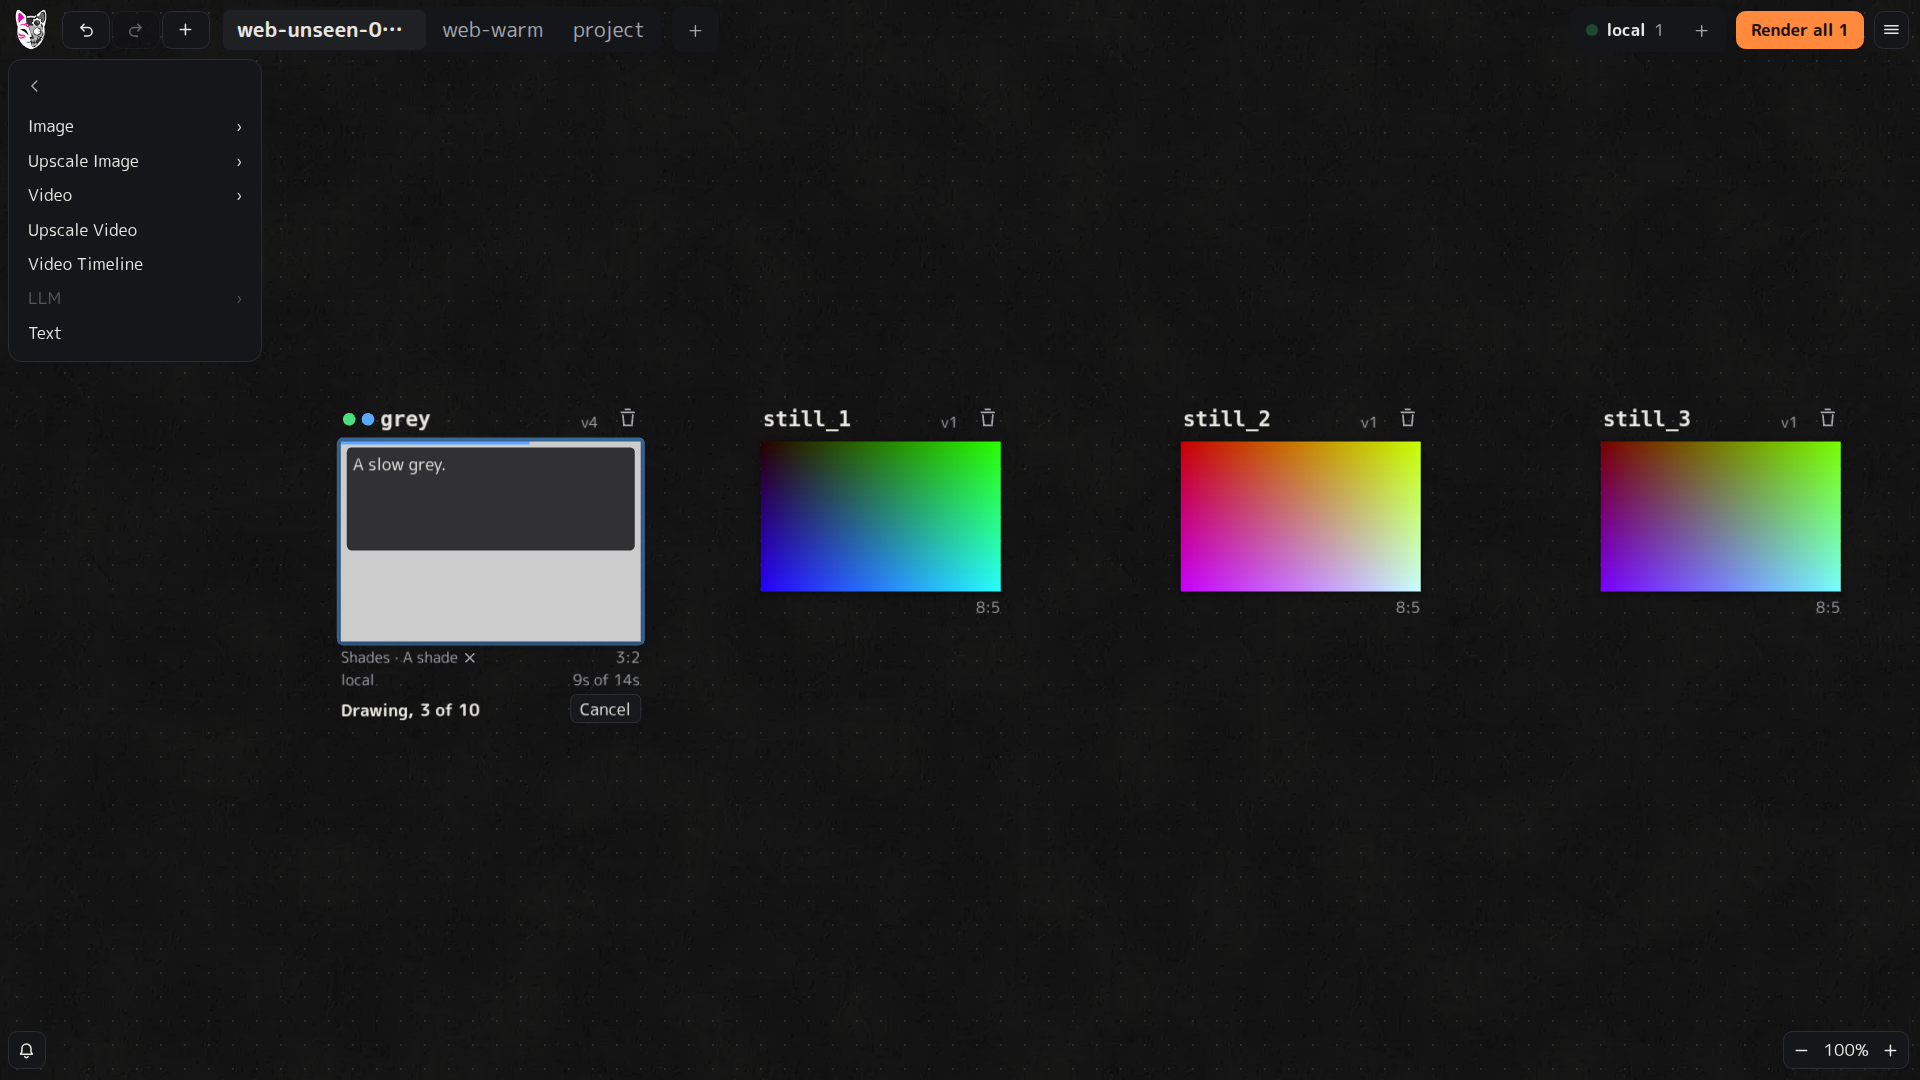 web-unseen-0···
web-warm
project
local 1
Render all 1
Image
Upscale Image
Video
Upscale Video
Video Timeline
LLM
Text
grey
v4
A slow grey.
Shades · A shade
3:2
local
9s of 14s
Drawing, 3 of 10
Cancel
still_1
v1
8:5
still_2
v1
8:5
still_3
v1
8:5
100%